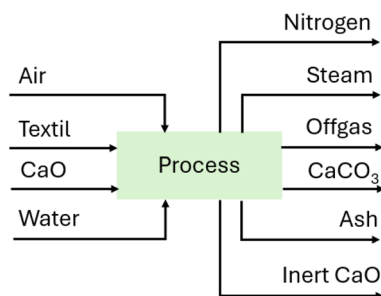 Nitrogen
Air
Steam
Textil
Offgas
Process
CaO
CaCO₃
Water
Ash
Inert CaO